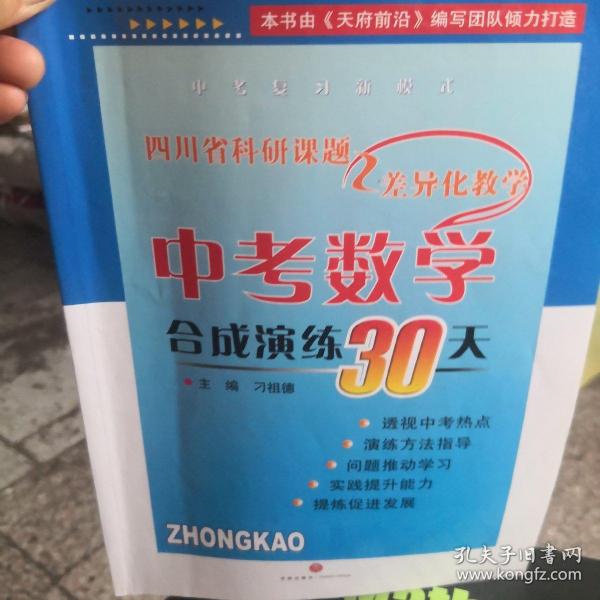 本书由《天府前沿》编写团队倾力打造
中考复习新模式
四川省科研课题之差异化教学
中考数学
合成演练30天
主 编 刁祖德
透视中考热点
演练方法指导
问题推动学习
实践提升能力
提炼促进发展
ZHONGKAO
孔夫子旧书网
www.kongfz.com